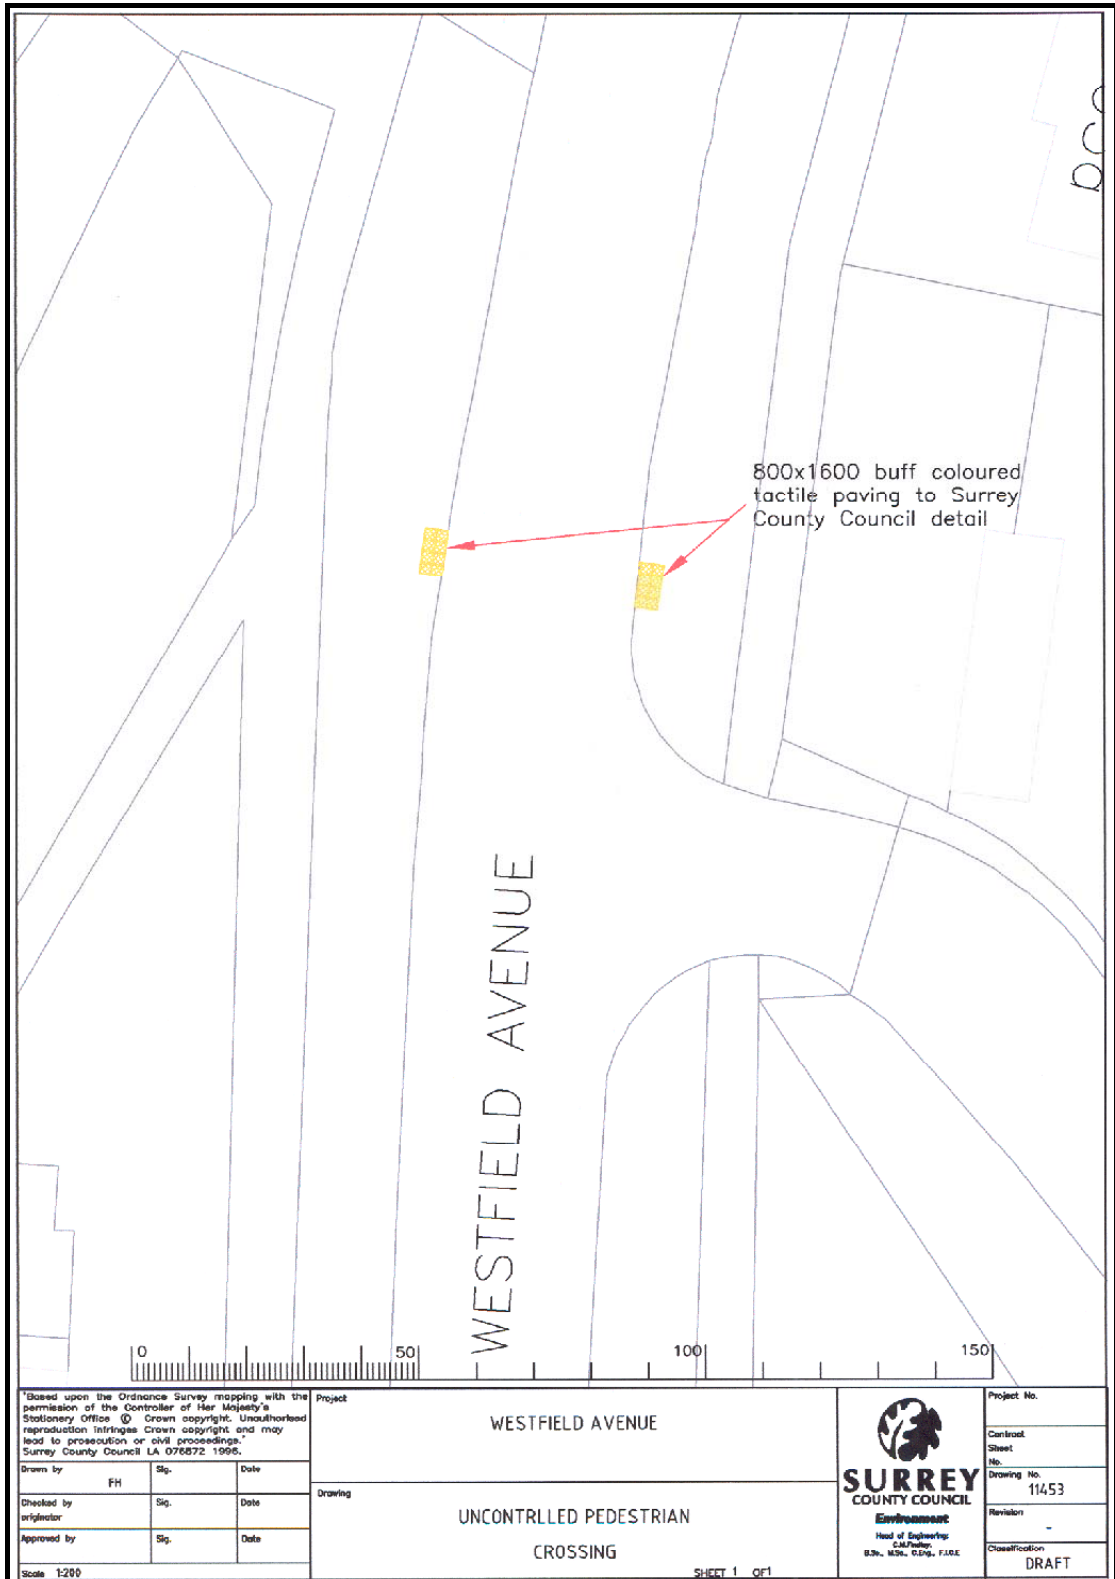 800x1600 buff coloured
tactile paving to Surrey
County Council detail
WESTFIELD AVENUE
0 50 100 150
"Based upon the Ordnance Survey mapping with the
permission of the Controller of Her Majesty's
Stationery Office © Crown copyright. Unauthorised
reproduction infringes Crown copyright and may
lead to prosecution or civil proceedings."
Surrey County Council LA 076872 1996.
Drawn by FH Sig. Date
Checked by
originator Sig. Date
Approved by Sig. Date
Scale 1:200
Project
WESTFIELD AVENUE
Drawing
UNCONTRLLED PEDESTRIAN
CROSSING
SHEET 1 OF1
SURREY
COUNTY COUNCIL
Environment
Head of Engineering:
C.M.Findlay.
B.Sc., M.Sc., C.Eng., F.I.C.E
Project No.
Contract
Sheet
No.
Drawing No.
11453
Revision
-
Classification
DRAFT